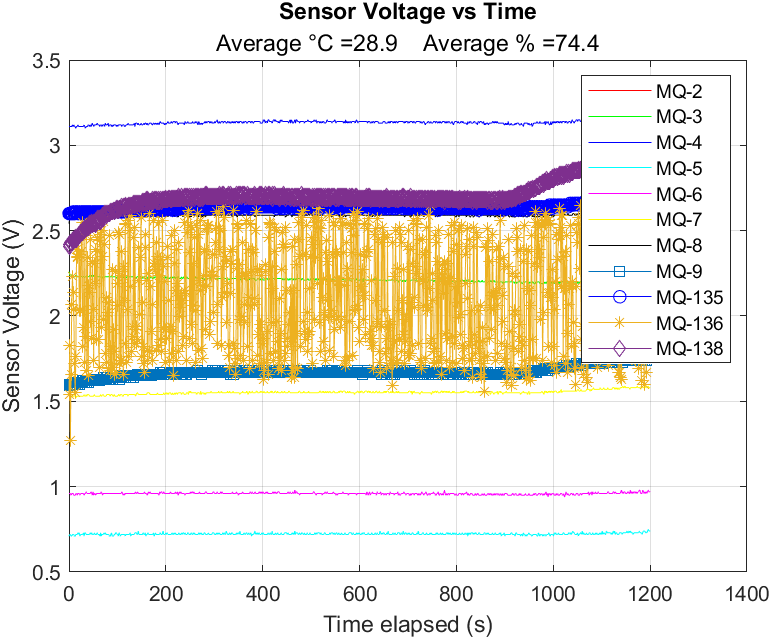 Sensor Voltage vs Time
Average °C =28.9    Average % =74.4
3.5
3
2.5
2
1.5
1
0.5
Sensor Voltage (V)
MQ-2
MQ-3
MQ-4
MQ-5
MQ-6
MQ-7
MQ-8
MQ-9
MQ-135
MQ-136
MQ-138
0 200 400 600 800 1000 1200 1400
Time elapsed (s)